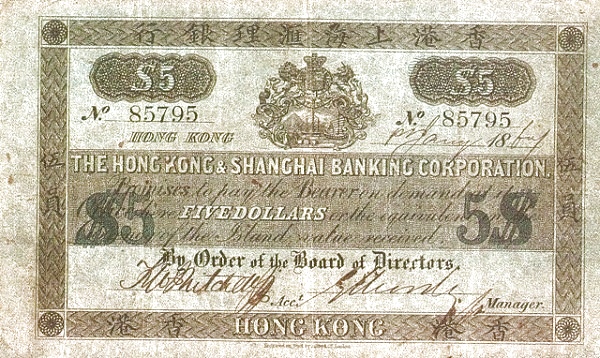 行銀理滙海上港香
$5 $5
Nº 85795 Nº 85795
HONG KONG 18
伍員 伍員
THE HONG KONG & SHANGHAI BANKING CORPORATION.
Promises to pay the Bearer on demand at
$5 FIVE DOLLARS or the equivalent 5$
of the Island value received
By Order of the Board of Directors.
Acct. Manager.
港香 HONG KONG 港香